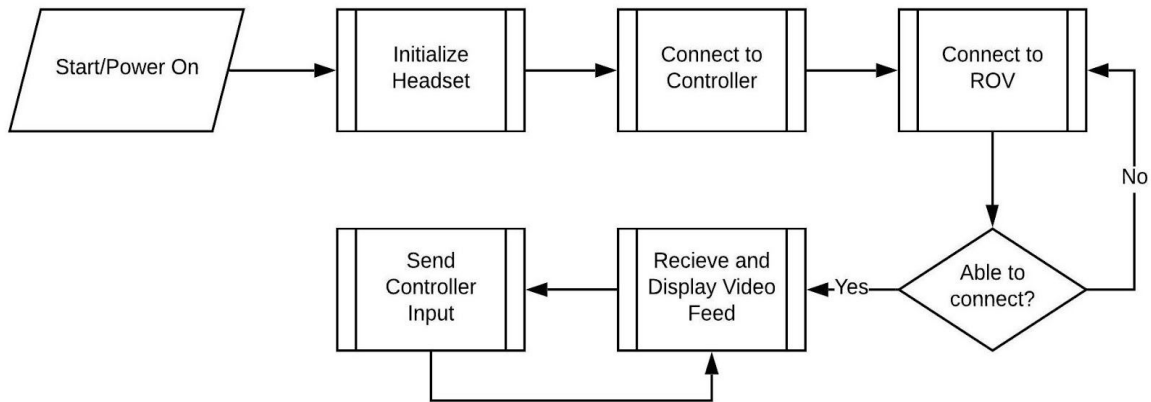 Start/Power On
Initialize
Headset
Connect to
Controller
Connect to
ROV
No
Able to
connect?
Yes
Recieve and
Display Video
Feed
Send
Controller
Input